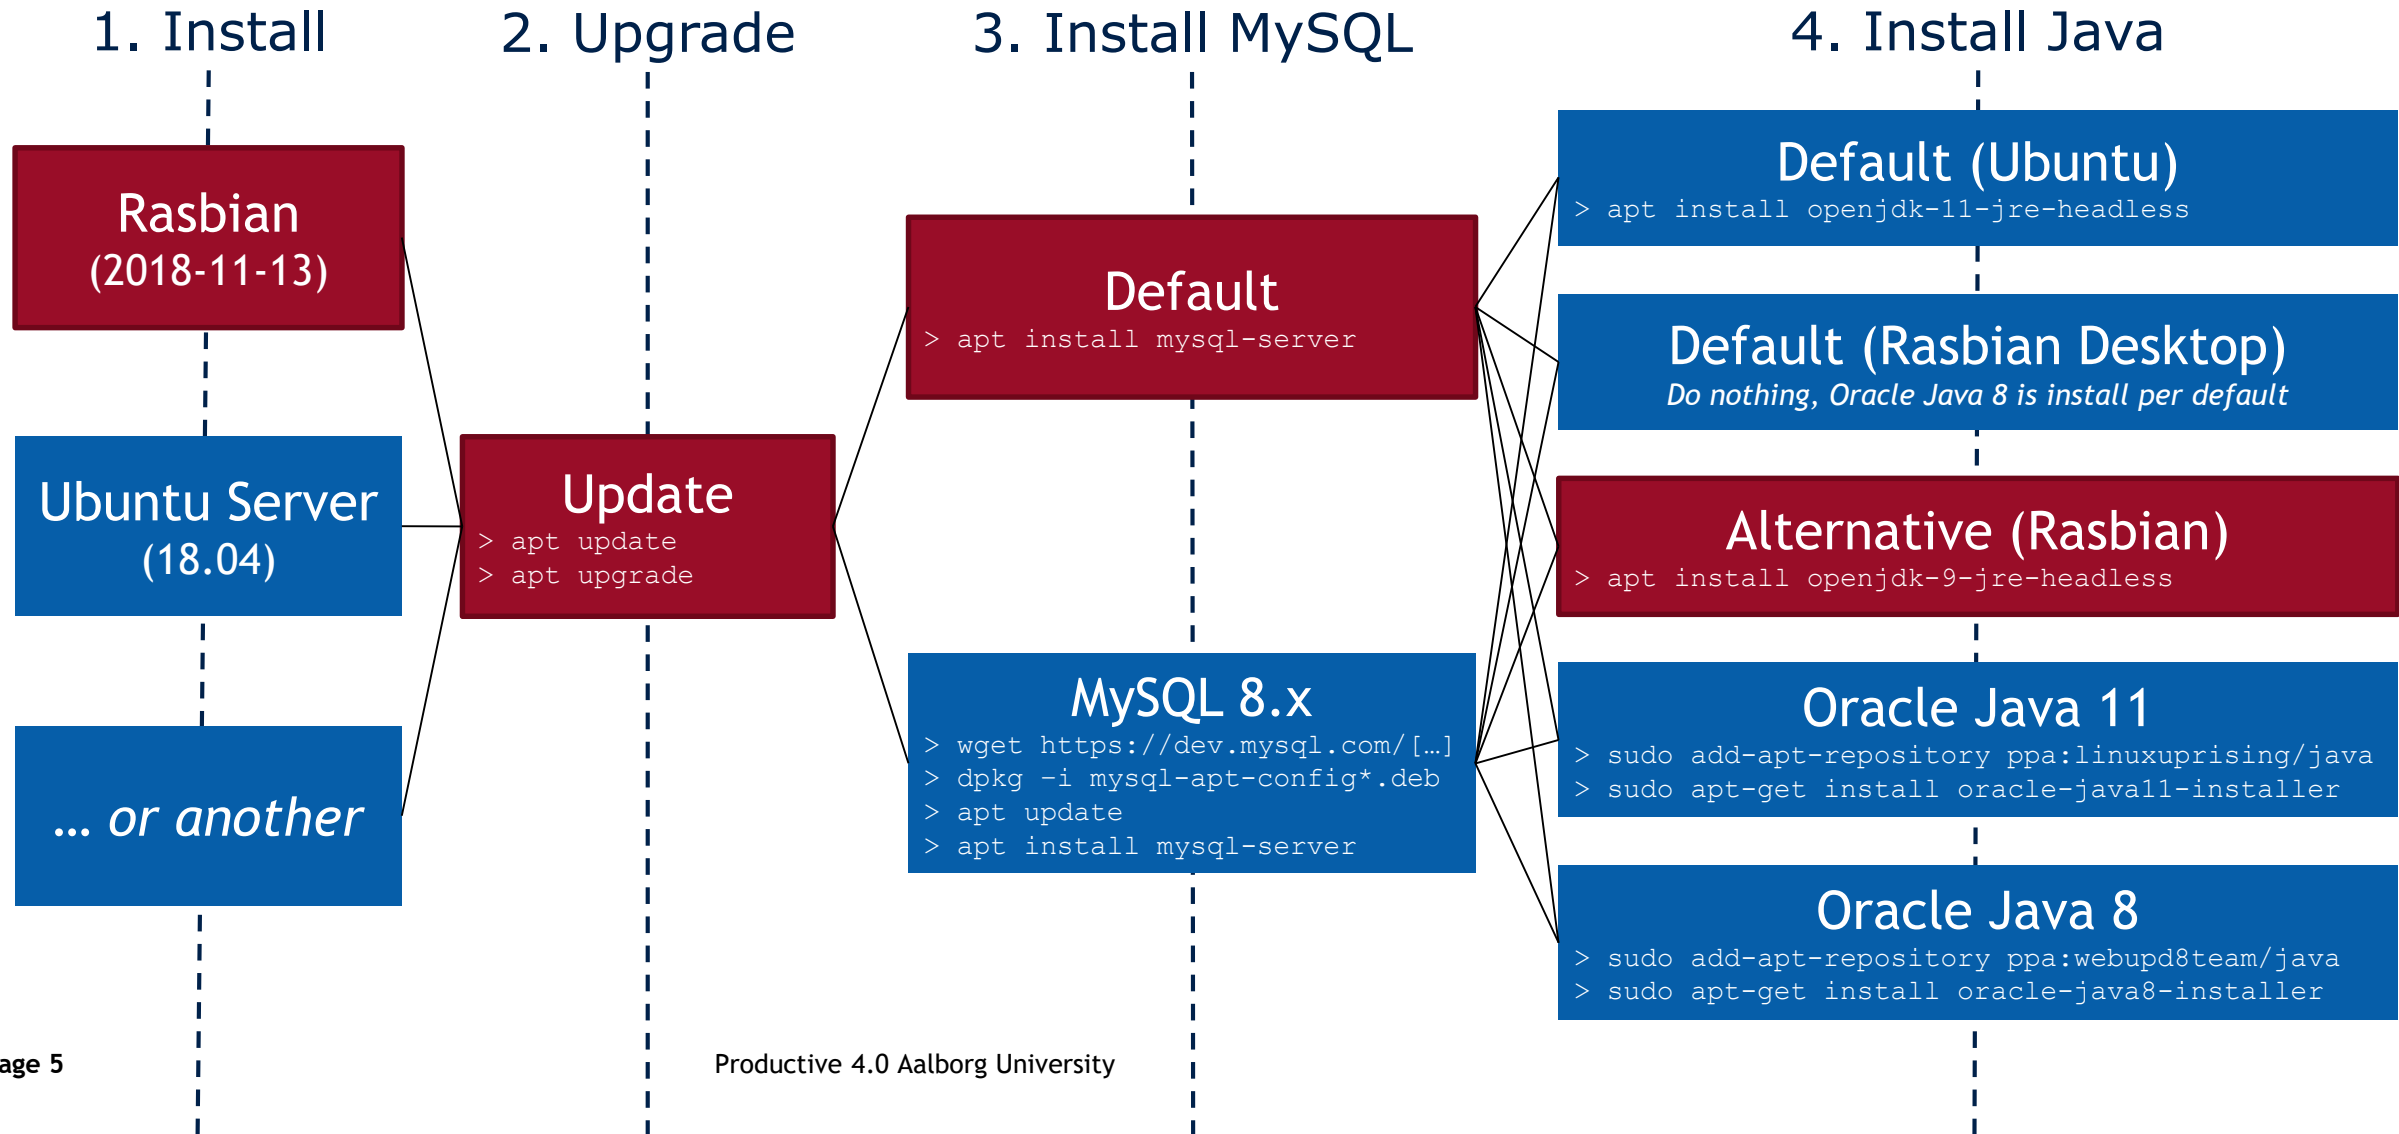 1. Install
2. Upgrade
3. Install MySQL
4. Install Java
Rasbian
(2018-11-13)
Ubuntu Server
(18.04)
… or another
Update
> apt update
> apt upgrade
Default
> apt install mysql-server
MySQL 8.x
> wget https://dev.mysql.com/[…]
> dpkg –i mysql-apt-config*.deb
> apt update
> apt install mysql-server
Default (Ubuntu)
> apt install openjdk-11-jre-headless
Default (Rasbian Desktop)
Do nothing, Oracle Java 8 is install per default
Alternative (Rasbian)
> apt install openjdk-9-jre-headless
Oracle Java 11
> sudo add-apt-repository ppa:linuxuprising/java
> sudo apt-get install oracle-java11-installer
Oracle Java 8
> sudo add-apt-repository ppa:webupd8team/java
> sudo apt-get install oracle-java8-installer
age 5
Productive 4.0 Aalborg University